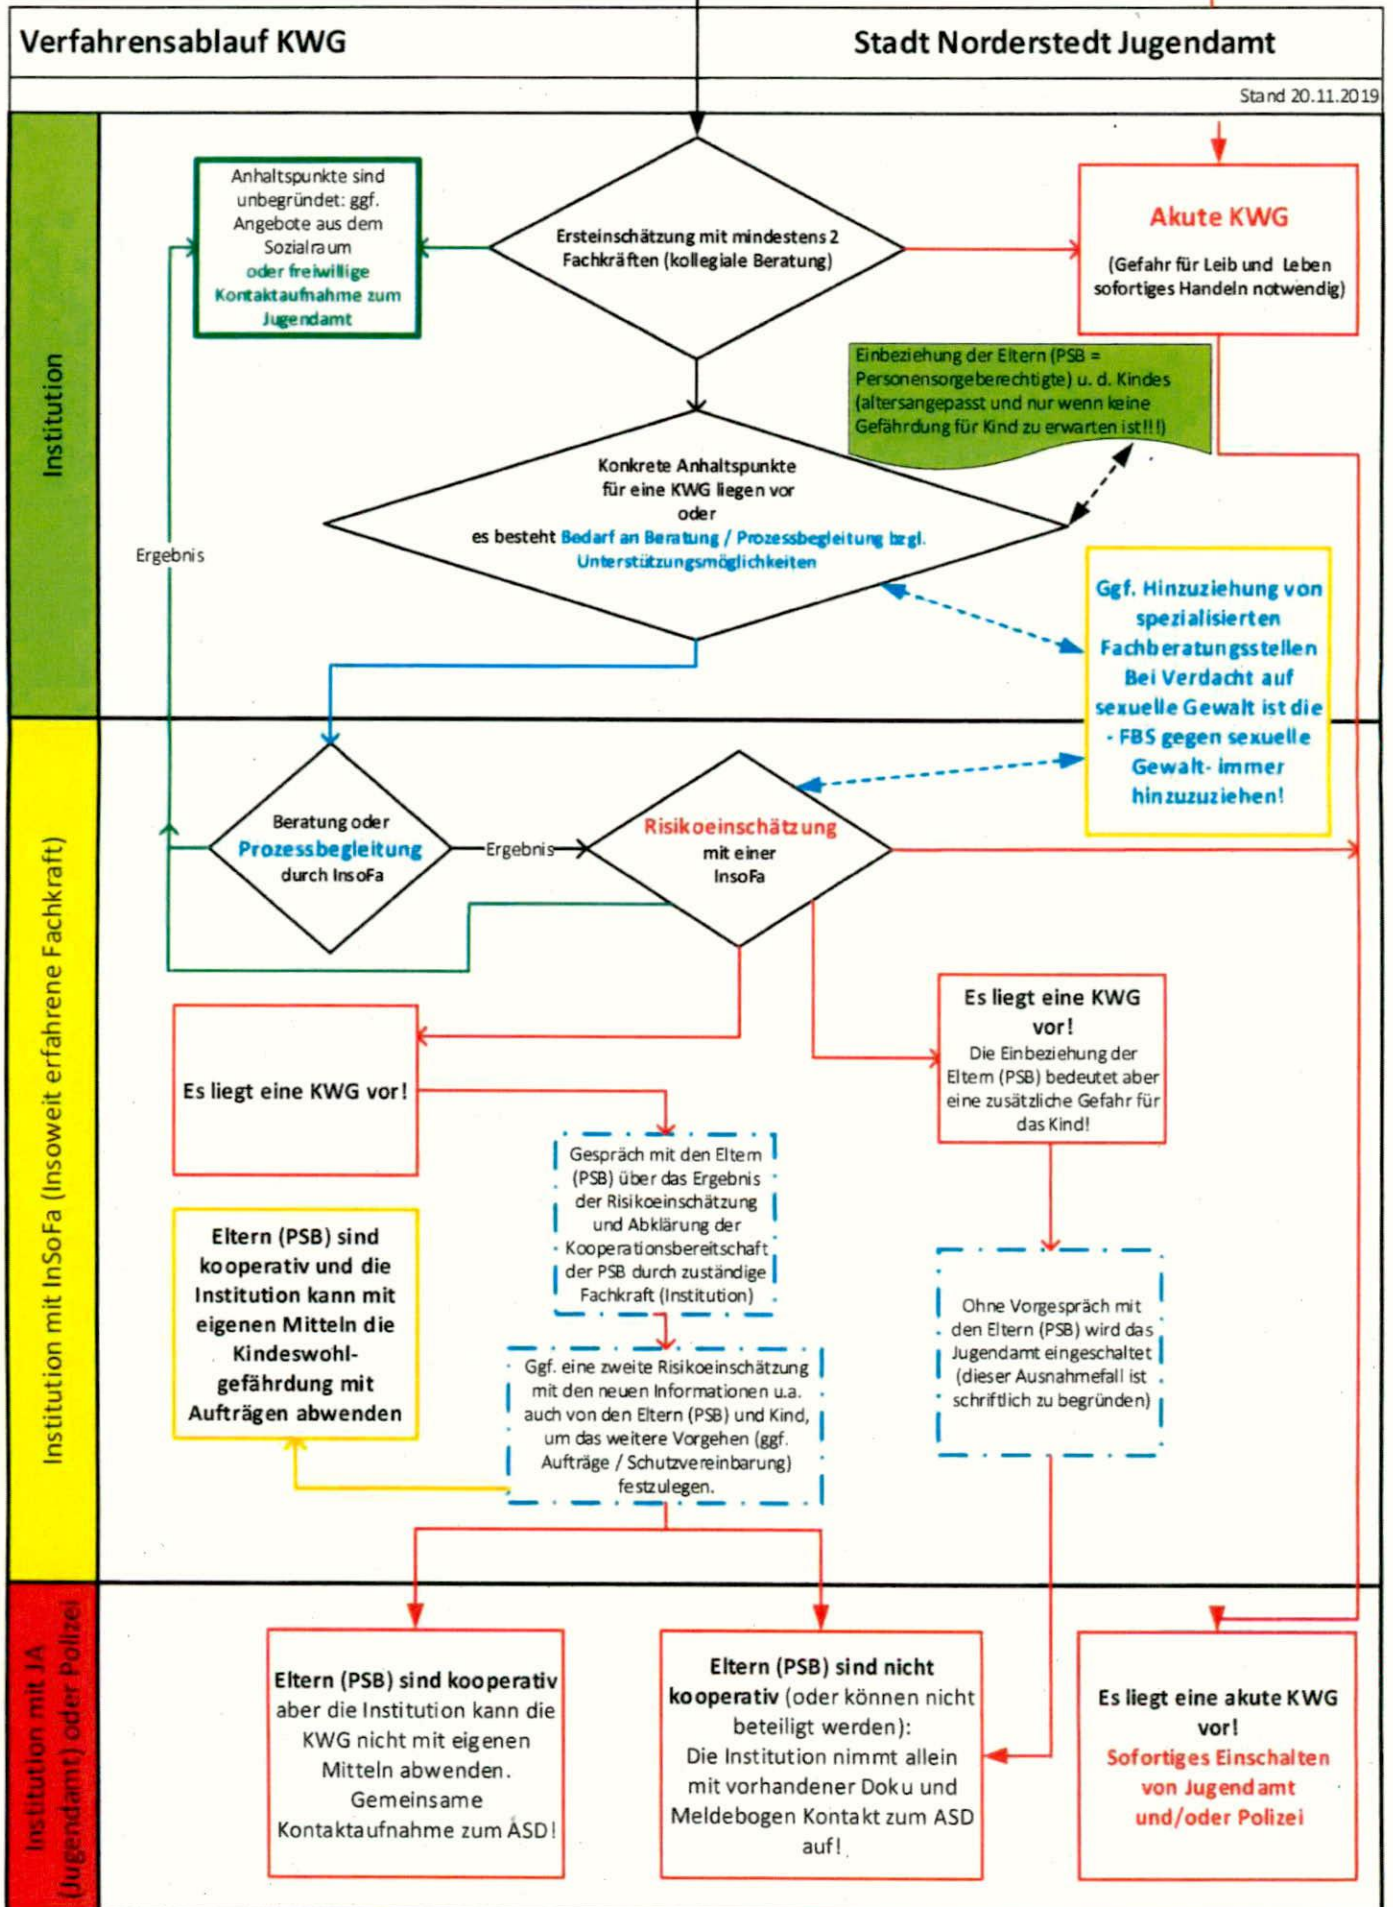 Verfahrensablauf KWG
Stadt Norderstedt Jugendamt
Stand 20.11.2019
Institution
Anhaltspunkte sind
unbegründet: ggf.
Angebote aus dem
Sozialraum
oder freiwillige
Kontaktaufnahme zum
Jugendamt
Ersteinschätzung mit mindestens 2
Fachkräften (kollegiale Beratung)
Akute KWG
(Gefahr für Leib und Leben
sofortiges Handeln notwendig)
Einbeziehung der Eltern (PSB =
Personensorgeberechtigte) u. d. Kindes
(altersangepasst und nur wenn keine
Gefährdung für Kind zu erwarten ist!!!)
Konkrete Anhaltspunkte
für eine KWG liegen vor
oder
es besteht Bedarf an Beratung / Prozessbegleitung bzgl.
Unterstützungsmöglichkeiten
Ergebnis
Ggf. Hinzuziehung von
spezialisierten
Fachberatungsstellen
Bei Verdacht auf
sexuelle Gewalt ist die
- FBS gegen sexuelle
Gewalt- immer
hinzuzuziehen!
Institution mit InSoFa (Insoweit erfahrene Fachkraft)
Beratung oder
Prozessbegleitung
durch InsoFa
Ergebnis
Risikoeinschätzung
mit einer
InsoFa
Es liegt eine KWG vor!
Es liegt eine KWG
vor!
Die Einbeziehung der
Eltern (PSB) bedeutet aber
eine zusätzliche Gefahr für
das Kind!
Gespräch mit den Eltern
(PSB) über das Ergebnis
der Risikoeinschätzung
und Abklärung der
Kooperationsbereitschaft
der PSB durch zuständige
Fachkraft (Institution)
Eltern (PSB) sind
kooperativ und die
Institution kann mit
eigenen Mitteln die
Kindeswohl-
gefährdung mit
Aufträgen abwenden
Ohne Vorgespräch mit
den Eltern (PSB) wird das
Jugendamt eingeschaltet
(dieser Ausnahmefall ist
schriftlich zu begründen)
Ggf. eine zweite Risikoeinschätzung
mit den neuen Informationen u.a.
auch von den Eltern (PSB) und Kind,
um das weitere Vorgehen (ggf.
Aufträge / Schutzvereinbarung)
festzulegen.
Institution mit JA
(Jugendamt) oder Polizei
Eltern (PSB) sind kooperativ
aber die Institution kann die
KWG nicht mit eigenen
Mitteln abwenden.
Gemeinsame
Kontaktaufnahme zum ASD!
Eltern (PSB) sind nicht
kooperativ (oder können nicht
beteiligt werden):
Die Institution nimmt allein
mit vorhandener Doku und
Meldebogen Kontakt zum ASD
auf!
Es liegt eine akute KWG
vor!
Sofortiges Einschalten
von Jugendamt
und/oder Polizei